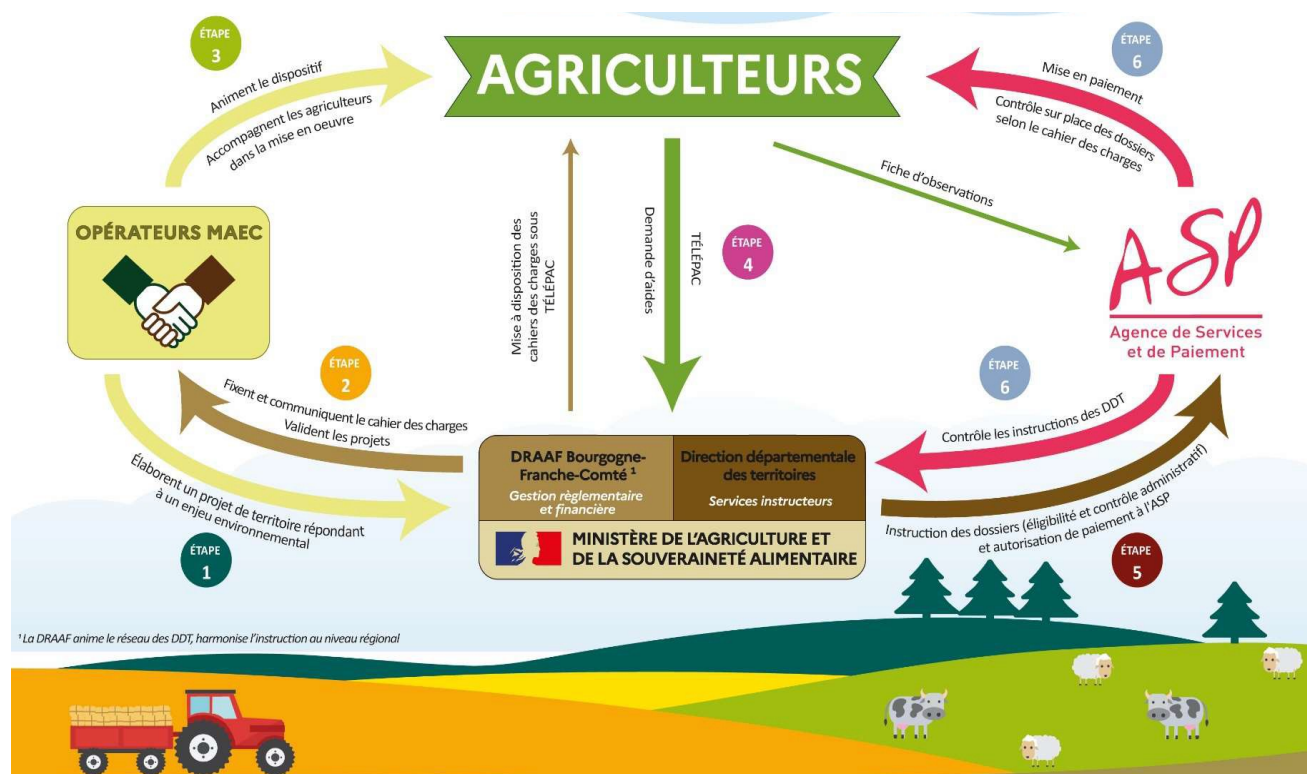 AGRICULTEURS
ÉTAPE
3
Animent le dispositif
Accompagnent les agriculteurs
dans la mise en oeuvre
ÉTAPE
6
Mise en paiement
Contrôle sur place des dossiers
selon le cahier des charges
Fiche d'observations
OPÉRATEURS MAEC
Mise à disposition des
cahiers des charges sous
TÉLÉPAC
TÉLÉPAC
Demande d'aides
ÉTAPE
4
ASP
Agence de Services
et de Paiement
ÉTAPE
2
Fixent et communiquent le cahier des charges
Valident les projets
ÉTAPE
6
Contrôle les instructions des DDT
Élaborent un projet de territoire répondant
à un enjeu environnemental
ÉTAPE
1
DRAAF Bourgogne-
Franche-Comté ¹
Gestion règlementaire
et financière
Direction départementale
des territoires
Services instructeurs
MINISTÈRE DE L'AGRICULTURE ET
DE LA SOUVERAINETÉ ALIMENTAIRE
Instruction des dossiers (éligibilité et contrôle administratif)
et autorisation de paiement à l'ASP
ÉTAPE
5
¹ La DRAAF anime le réseau des DDT, harmonise l'instruction au niveau régional